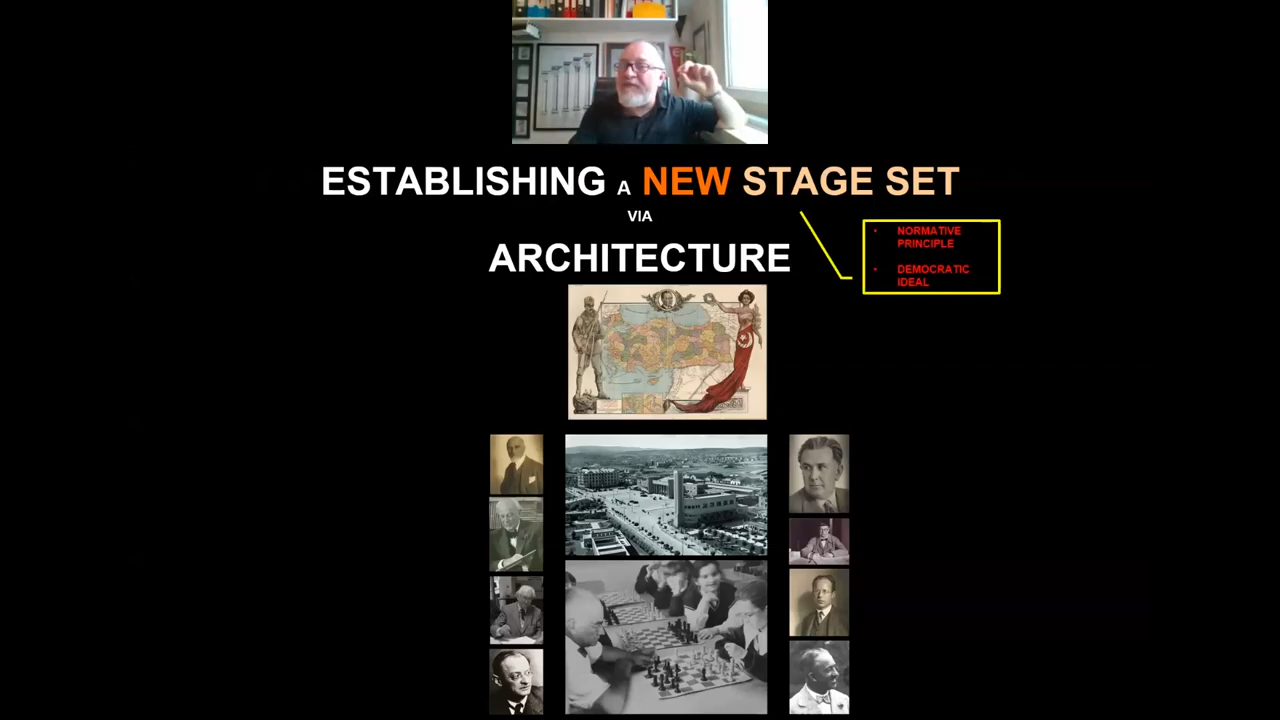 ESTABLISHING A NEW STAGE SET
VIA
ARCHITECTURE
• NORMATIVE
PRINCIPLE
• DEMOCRATIC
IDEAL